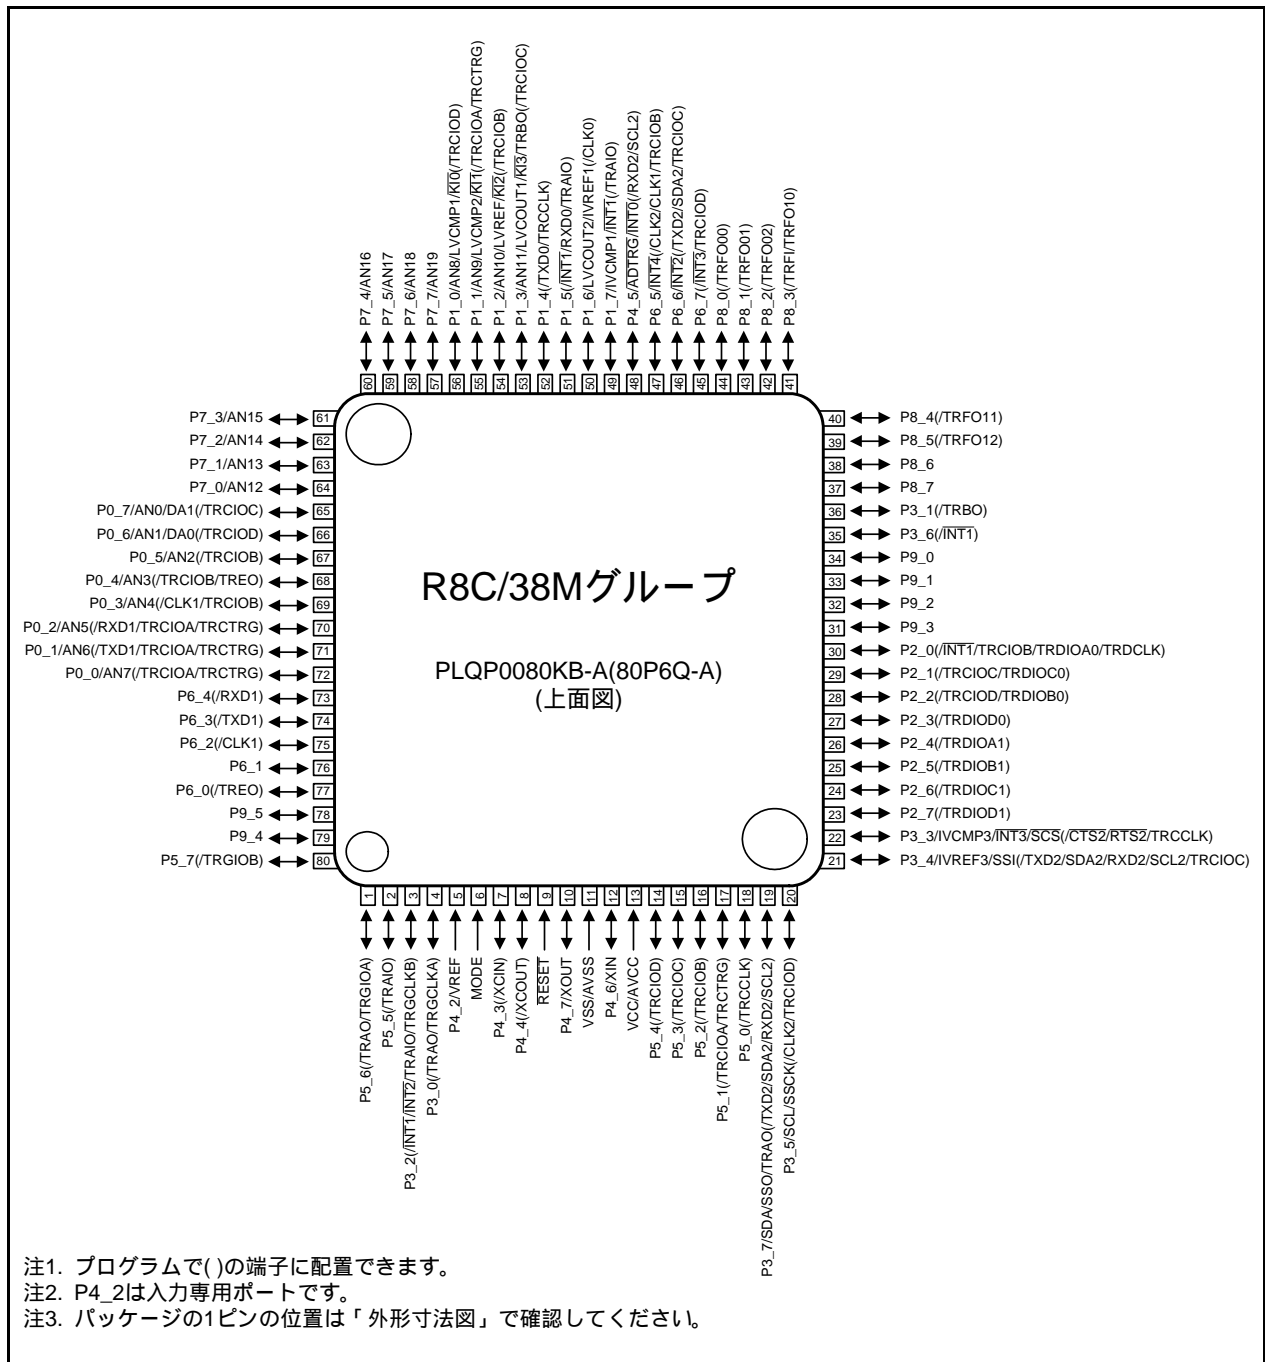 P7_4/AN16
P7_5/AN17
P7_6/AN18
P7_7/AN19
P1_0/AN8/LVCMP1/KI0(/TRCIOD)
P1_1/AN9/LVCMP2/KI1(/TRCIOA/TRCTRG)
P1_2/AN10/LVREF/KI2(/TRCIOB)
P1_3/AN11/LVCOUT1/KI3/TRBO(/TRCIOC)
P1_4(/TXD0/TRCCLK)
P1_5(/INT1/RXD0/TRAIO)
P1_6/LVCOUT2/IVREF1(/CLK0)
P1_7/IVCMP1/INT1(/TRAIO)
P4_5/ADTRG/INT0(/RXD2/SCL2)
P6_5/INT4(/CLK2/CLK1/TRCIOB)
P6_6/INT2(/TXD2/SDA2/TRCIOC)
P6_7(/INT3/TRCIOD)
P8_0(/TRFO00)
P8_1(/TRFO01)
P8_2(/TRFO02)
P8_3(/TRFI/TRFO10)
60 59 58 57 56 55 54 53 52 51 50 49 48 47 46 45 44 43 42 41
P7_3/AN15 61
P7_2/AN14 62
P7_1/AN13 63
P7_0/AN12 64
P0_7/AN0/DA1(/TRCIOC) 65
P0_6/AN1/DA0(/TRCIOD) 66
P0_5/AN2(/TRCIOB) 67
P0_4/AN3(/TRCIOB/TREO) 68
P0_3/AN4(/CLK1/TRCIOB) 69
P0_2/AN5(/RXD1/TRCIOA/TRCTRG) 70
P0_1/AN6(/TXD1/TRCIOA/TRCTRG) 71
P0_0/AN7(/TRCIOA/TRCTRG) 72
P6_4(/RXD1) 73
P6_3(/TXD1) 74
P6_2(/CLK1) 75
P6_1 76
P6_0(/TREO) 77
P9_5 78
P9_4 79
P5_7(/TRGIOB) 80
R8C/38Mグループ
PLQP0080KB-A(80P6Q-A)
(上面図)
40 P8_4(/TRFO11)
39 P8_5(/TRFO12)
38 P8_6
37 P8_7
36 P3_1(/TRBO)
35 P3_6(/INT1)
34 P9_0
33 P9_1
32 P9_2
31 P9_3
30 P2_0(/INT1/TRCIOB/TRDIOA0/TRDCLK)
29 P2_1(/TRCIOC/TRDIOC0)
28 P2_2(/TRCIOD/TRDIOB0)
27 P2_3(/TRDIOD0)
26 P2_4(/TRDIOA1)
25 P2_5(/TRDIOB1)
24 P2_6(/TRDIOC1)
23 P2_7(/TRDIOD1)
22 P3_3/IVCMP3/INT3/SCS(/CTS2/RTS2/TRCCLK)
21 P3_4/IVREF3/SSI(/TXD2/SDA2/RXD2/SCL2/TRCIOC)
1 2 3 4 5 6 7 8 9 10 11 12 13 14 15 16 17 18 19 20
P5_6(/TRAO/TRGIOA)
P5_5(/TRAIO)
P3_2(/INT1/INT2/TRAIO/TRGCLKB)
P3_0(/TRAO/TRGCLKA)
P4_2/VREF
MODE
P4_3(/XCIN)
P4_4(/XCOUT)
RESET
P4_7/XOUT
VSS/AVSS
P4_6/XIN
VCC/AVCC
P5_4(/TRCIOD)
P5_3(/TRCIOC)
P5_2(/TRCIOB)
P5_1(/TRCIOA/TRCTRG)
P5_0(/TRCCLK)
P3_7/SDA/SSO/TRAO(/TXD2/SDA2/RXD2/SCL2)
P3_5/SCL/SSCK(/CLK2/TRCIOD)
注1. プログラムで( )の端子に配置できます。
注2. P4_2は入力専用ポートです。
注3. パッケージの1ピンの位置は「外形寸法図」で確認してください。